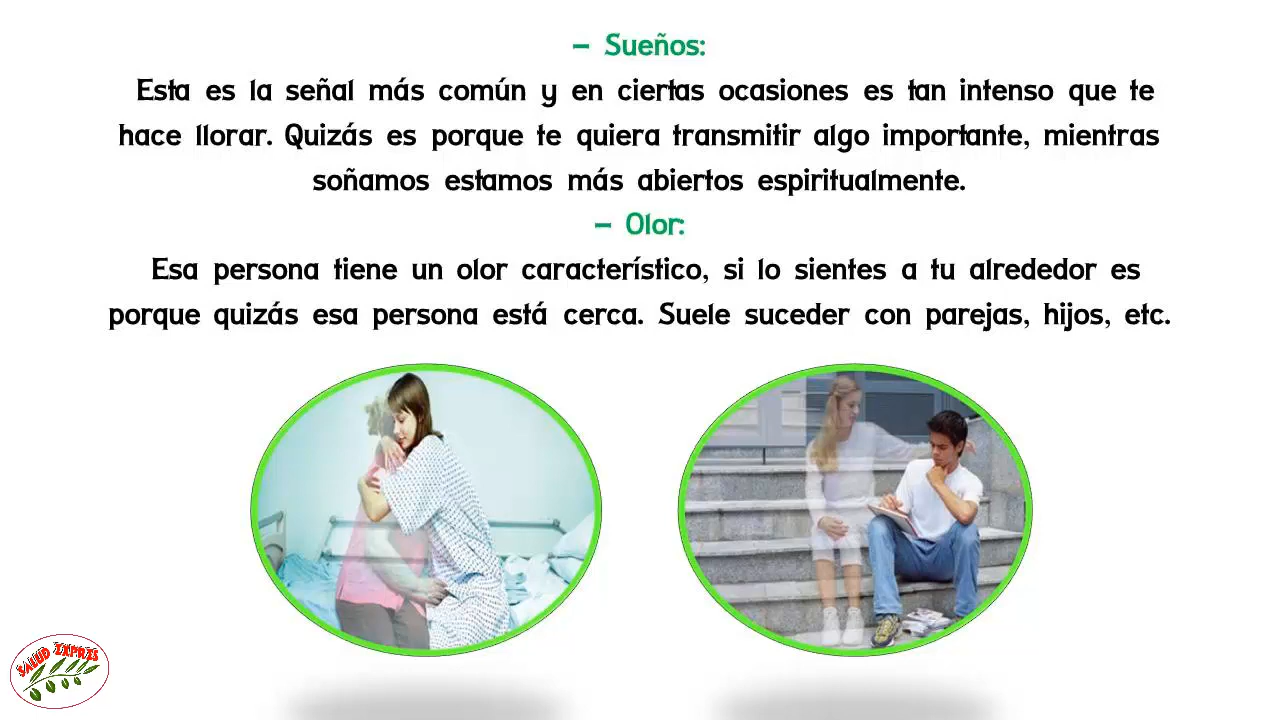 – Sueños:
Esta es la señal más común y en ciertas ocasiones es tan intenso que te
hace llorar. Quizás es porque te quiera transmitir algo importante, mientras
soñamos estamos más abiertos espiritualmente.
– Olor:
Esa persona tiene un olor característico, si lo sientes a tu alrededor es
porque quizás esa persona está cerca. Suele suceder con parejas, hijos, etc.
SALUD EXPRIS